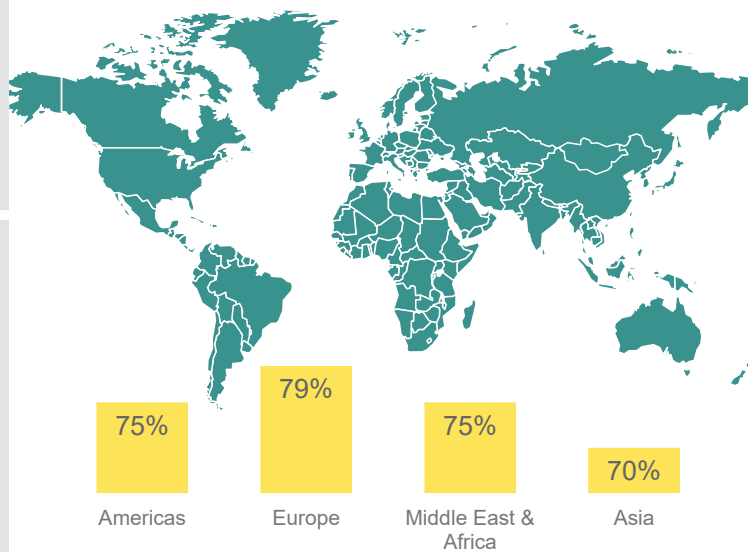 79%
75%
75%
70%
Americas
Europe
Middle East &
Africa
Asia